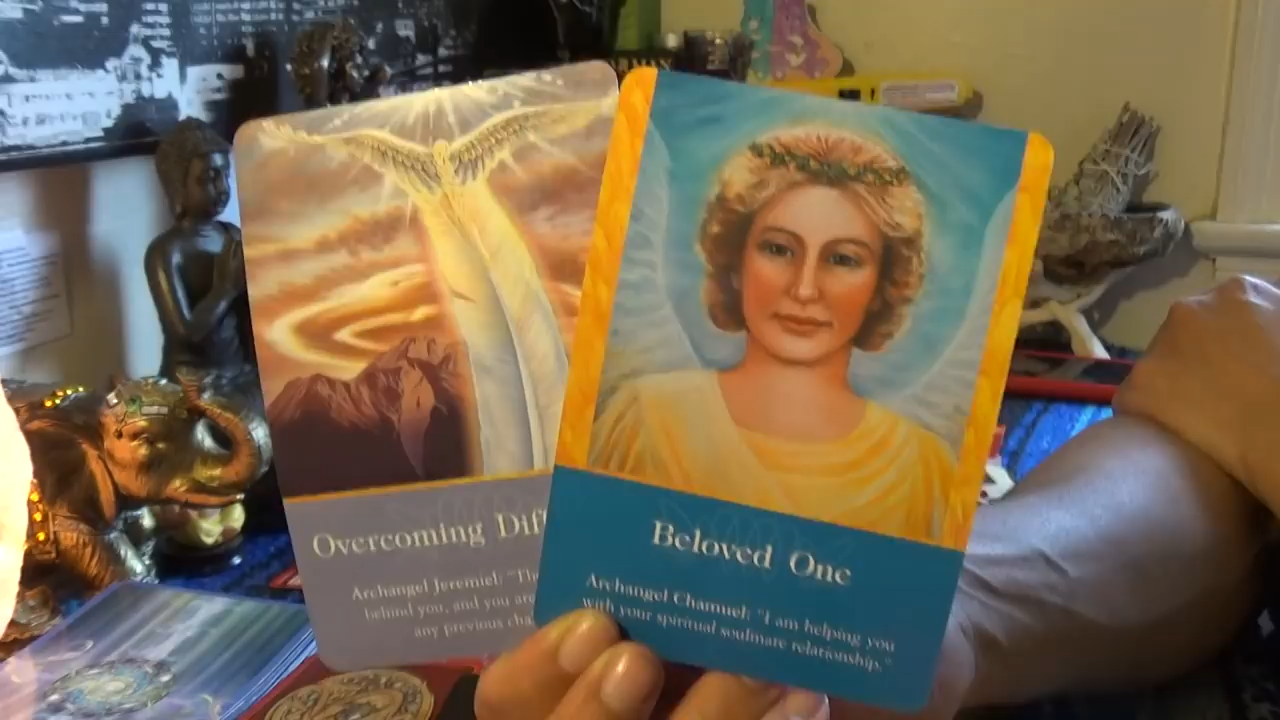 Overcoming Diff
Archangel Jeremiel: "Th
behind you, and you are
any previous cha
Beloved One
Archangel Chamuel: "I am helping you
with your spiritual soulmate relationship."